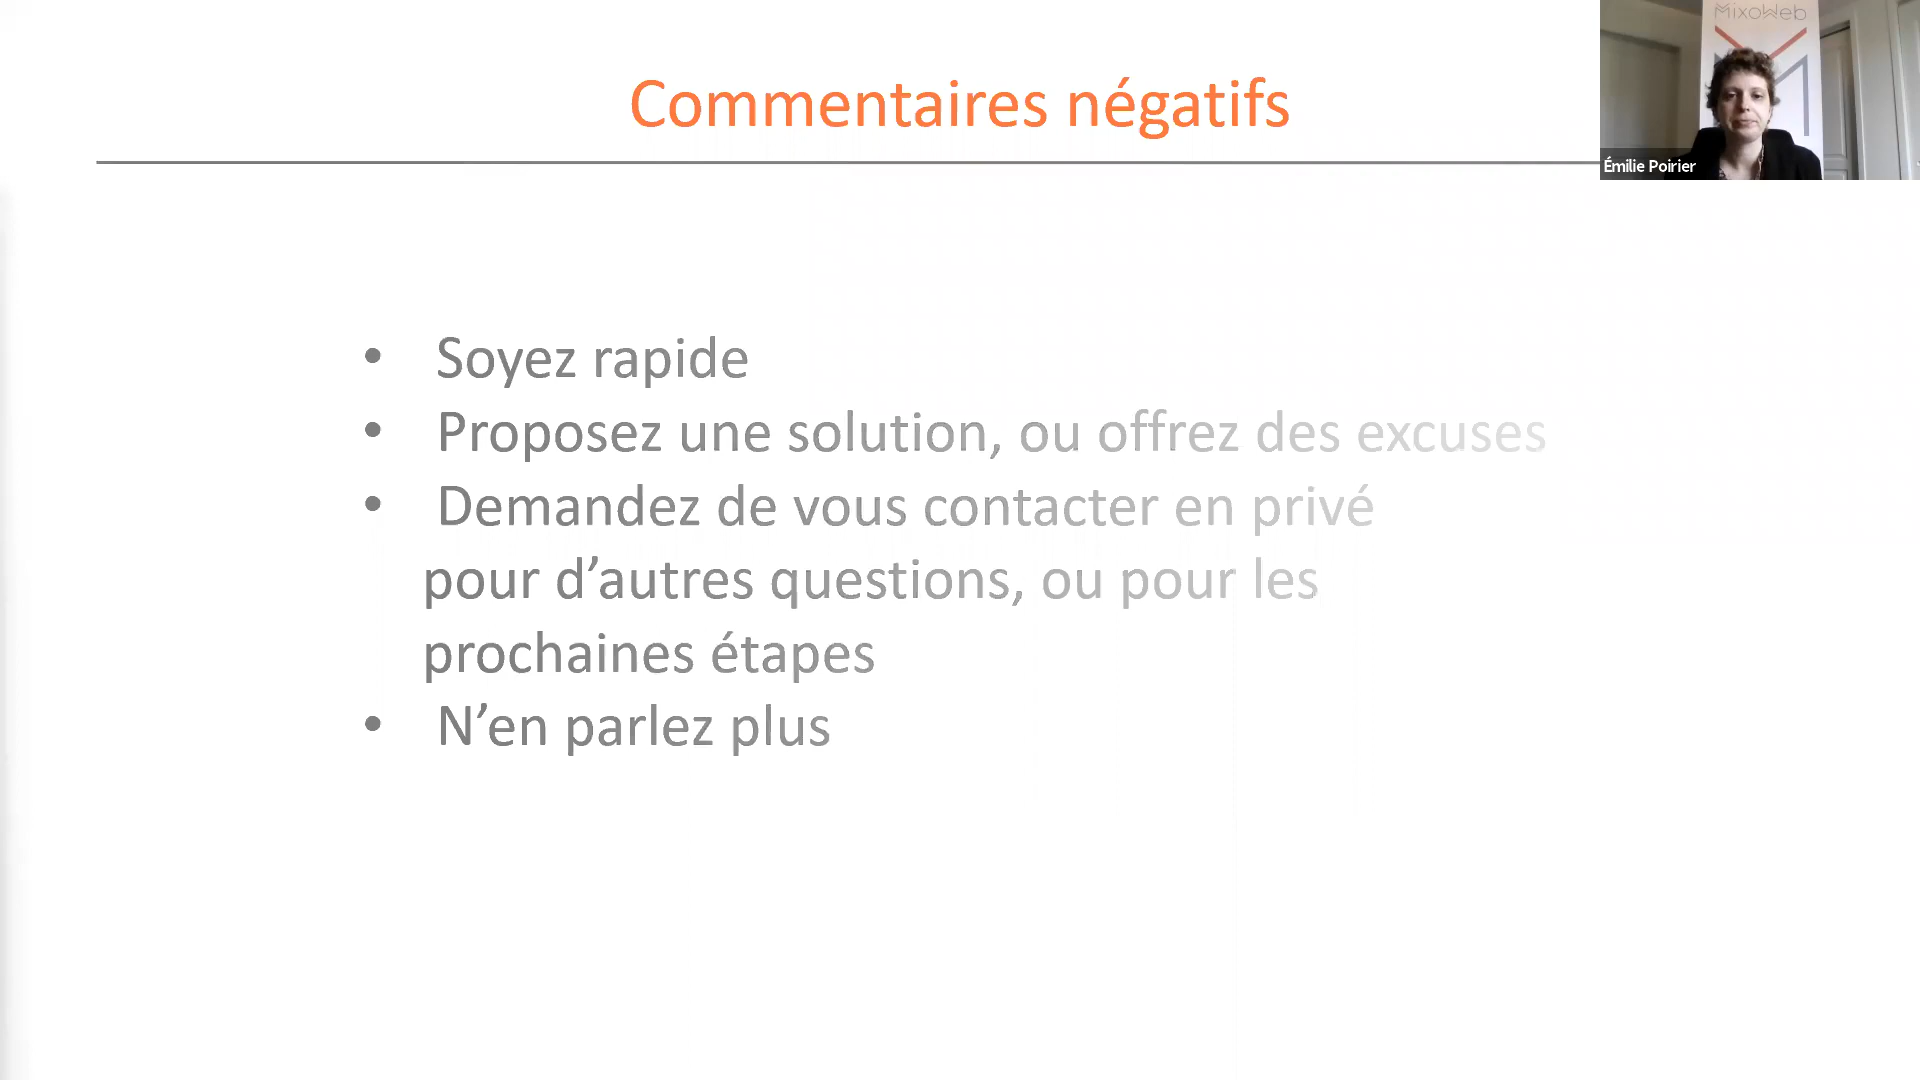 MixoWeb
Commentaires négatifs
Émilie Poirier
• Soyez rapide
• Proposez une solution, ou offrez des excuses
• Demandez de vous contacter en privé
pour d’autres questions, ou pour les
prochaines étapes
• N’en parlez plus